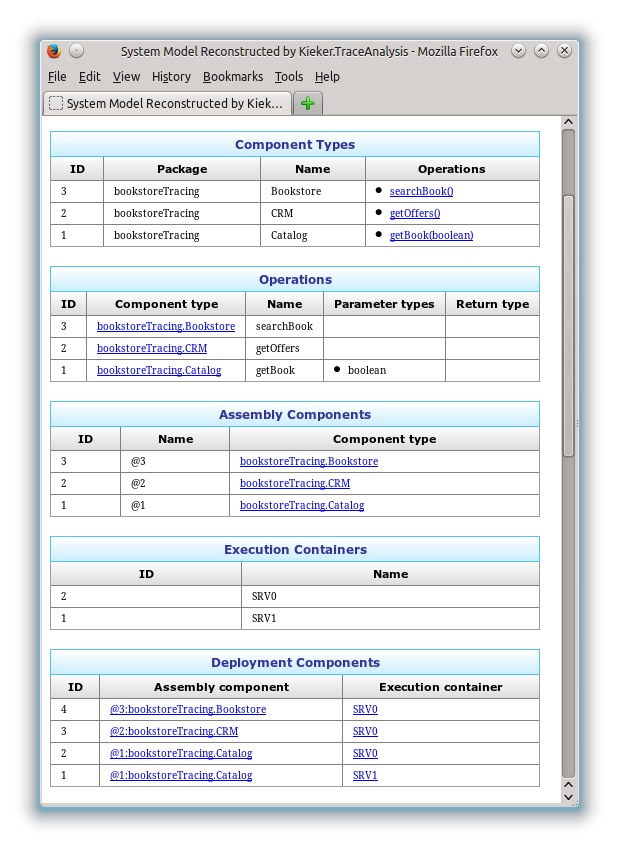 System Model Reconstructed by Kieker.TraceAnalysis - Mozilla Firefox
File Edit View History Bookmarks Tools Help
System Model Reconstructed by Kiek...
Component Types
ID Package Name Operations
3 bookstoreTracing Bookstore • searchBook()
2 bookstoreTracing CRM • getOffers()
1 bookstoreTracing Catalog • getBook(boolean)
Operations
ID Component type Name Parameter types Return type
3 bookstoreTracing.Bookstore searchBook
2 bookstoreTracing.CRM getOffers
1 bookstoreTracing.Catalog getBook • boolean
Assembly Components
ID Name Component type
3 @3 bookstoreTracing.Bookstore
2 @2 bookstoreTracing.CRM
1 @1 bookstoreTracing.Catalog
Execution Containers
ID Name
2 SRV0
1 SRV1
Deployment Components
ID Assembly component Execution container
4 @3:bookstoreTracing.Bookstore SRV0
3 @2:bookstoreTracing.CRM SRV0
2 @1:bookstoreTracing.Catalog SRV0
1 @1:bookstoreTracing.Catalog SRV1